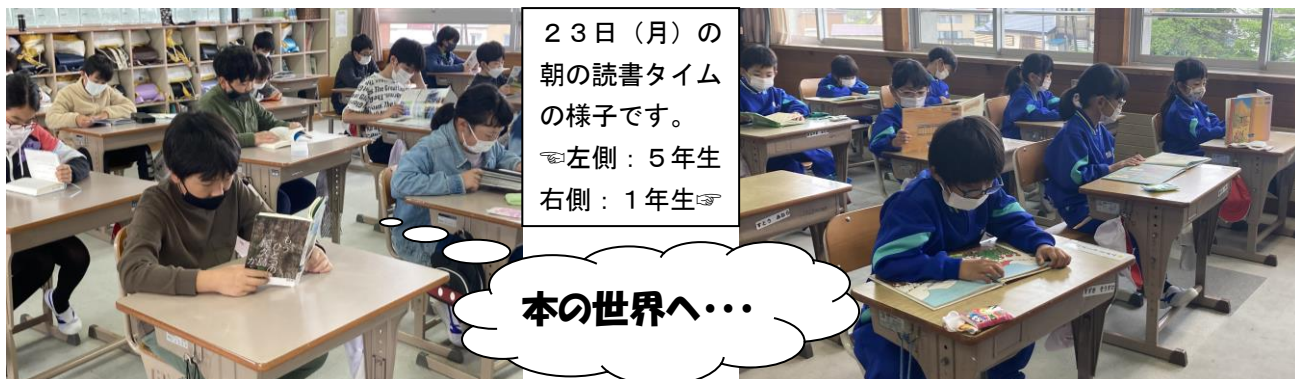 ２３日（月）の
朝の読書タイム
の様子です。
☜左側：５年生
右側：１年生☞
本の世界へ・・・